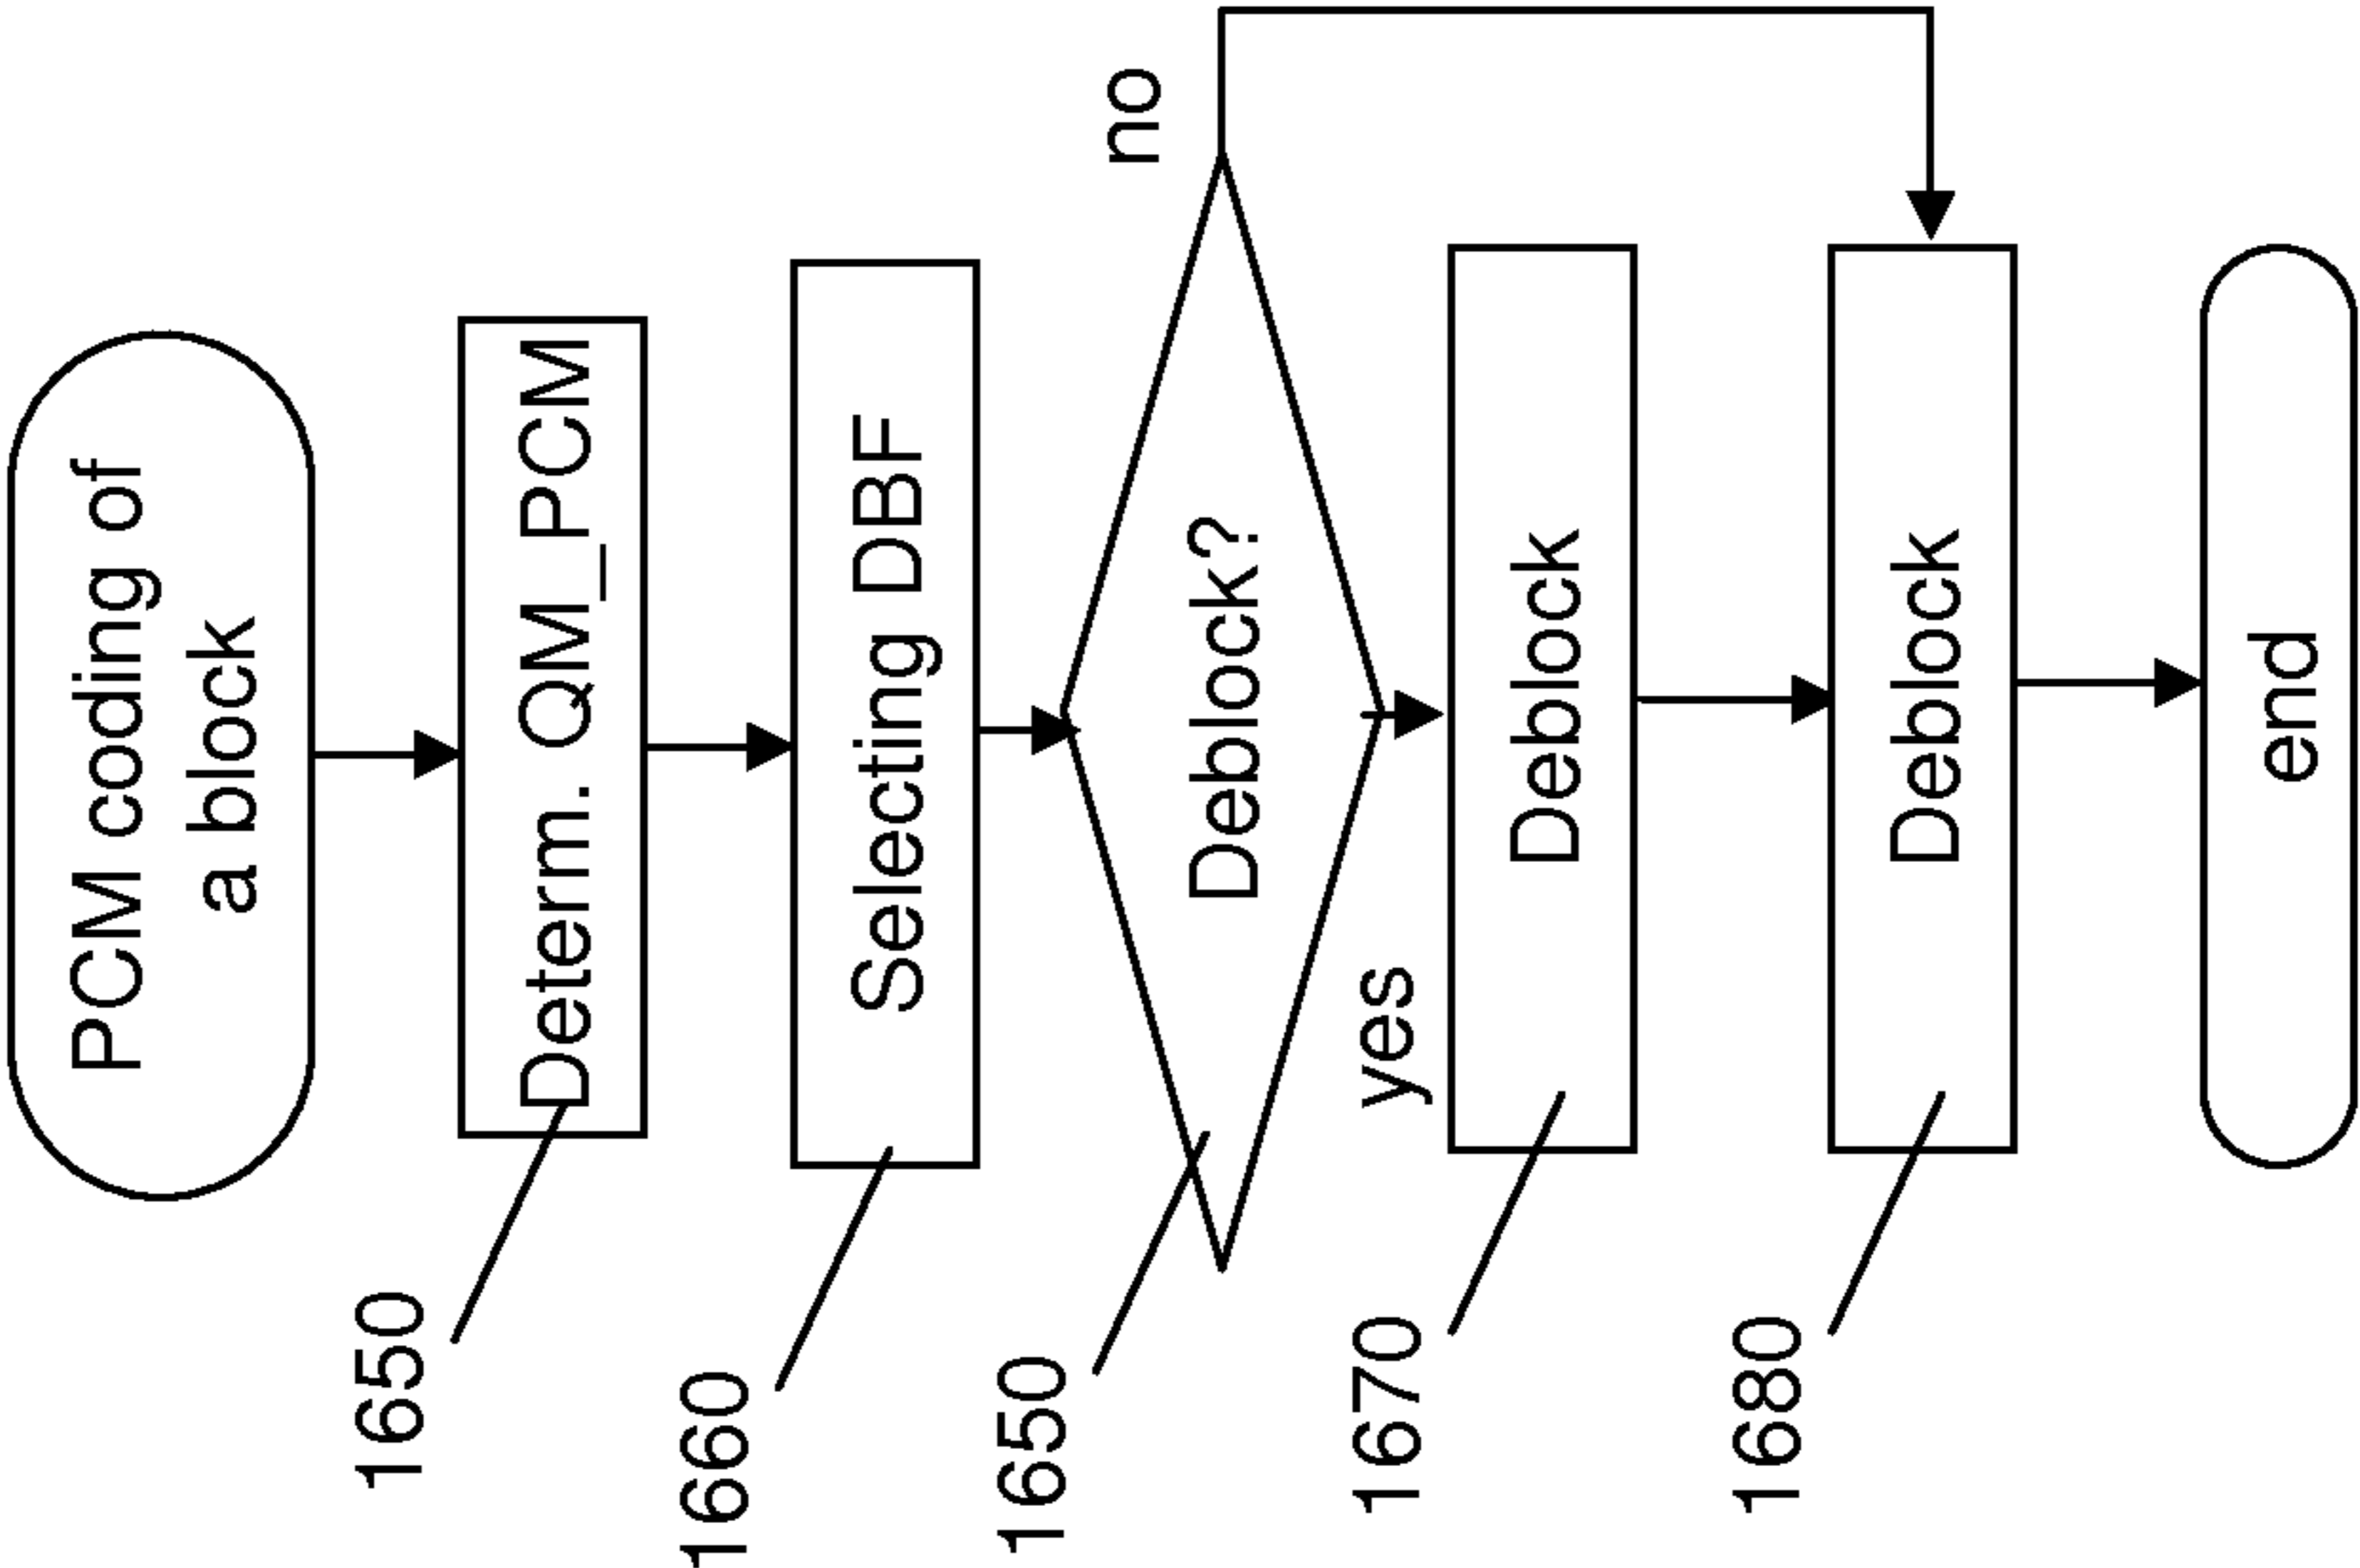 PCM coding of
a block
1650
Determ. QM_PCM
1660
Selecting DBF
1650
Deblock?
no
yes
1670
Deblock
1680
Deblock
end